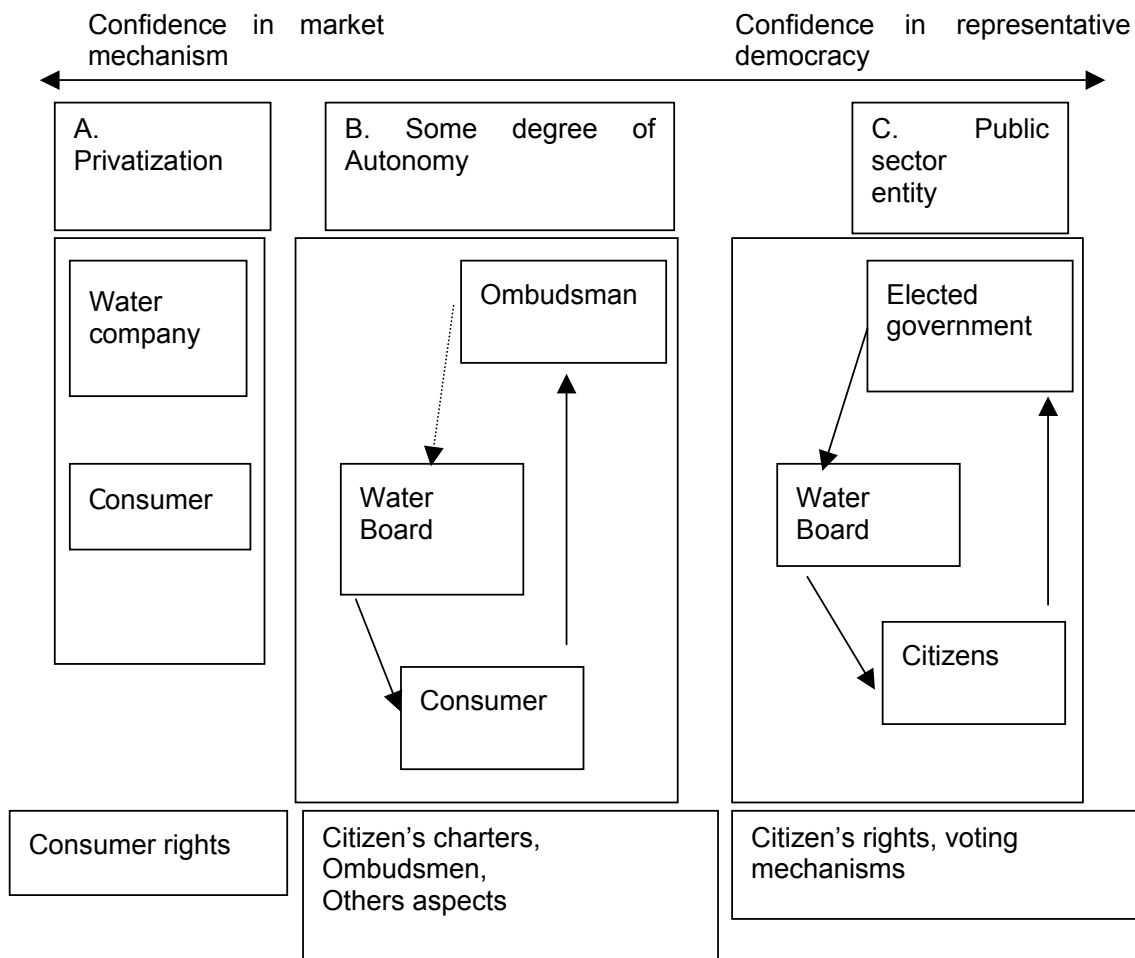 Confidence in market
mechanism
Confidence in representative
democracy
A.
Privatization
B. Some degree of
Autonomy
C. Public
sector
entity
Water
company
Consumer
Ombudsman
Water
Board
Consumer
Elected
government
Water
Board
Citizens
Consumer rights
Citizen’s charters,
Ombudsmen,
Others aspects
Citizen’s rights, voting
mechanisms